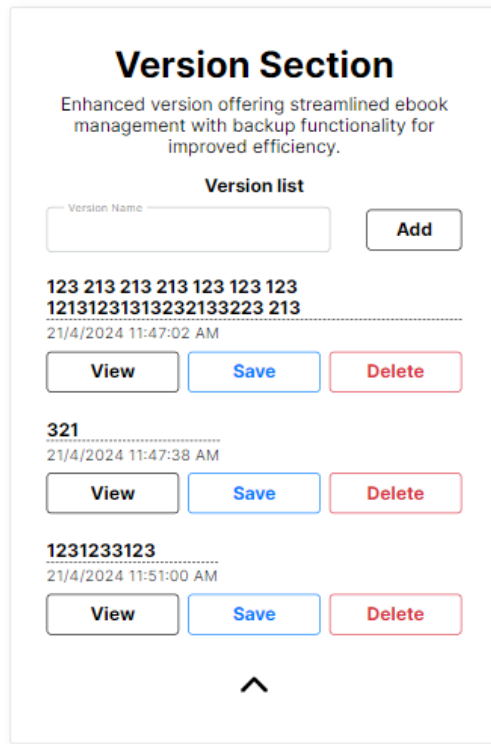 Version Section
Enhanced version offering streamlined ebook
management with backup functionality for
improved efficiency.
Version list
Version Name
Add
123 213 213 213 123 123 123
12131231313232133223 213
21/4/2024 11:47:02 AM
View Save Delete
321
21/4/2024 11:47:38 AM
View Save Delete
1231233123
21/4/2024 11:51:00 AM
View Save Delete